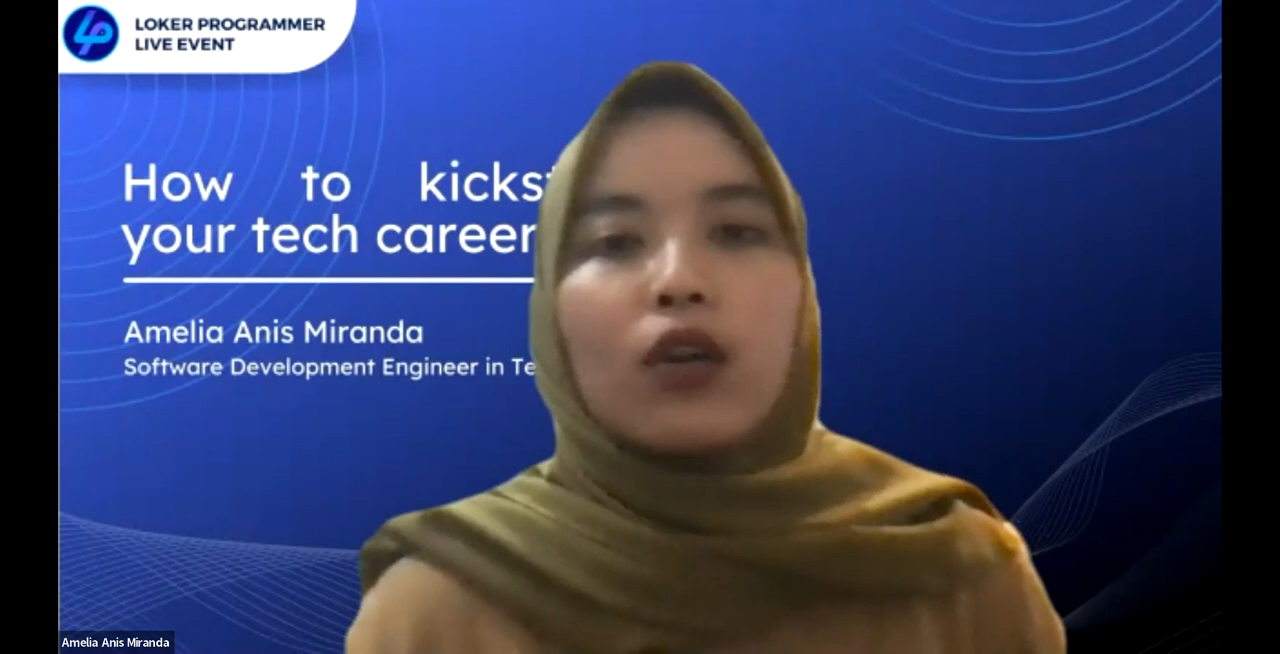 LOKER PROGRAMMER
LIVE EVENT
How to kickst
your tech career
Amelia Anis Miranda
Software Development Engineer in Te
Amelia Anis Miranda